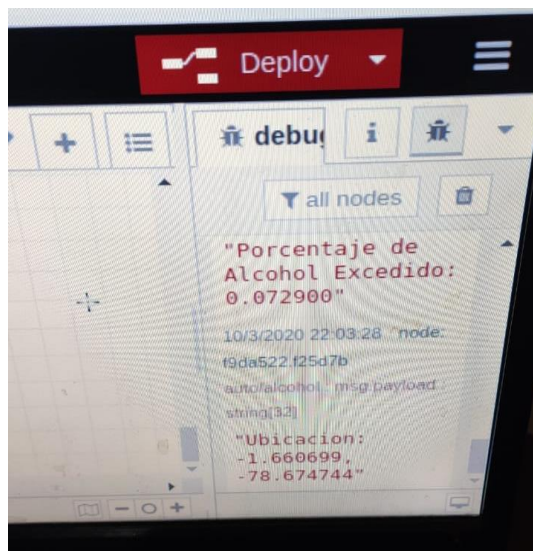 Deploy
debug
i
all nodes
"Porcentaje de
Alcohol Excedido:
0.072900"
10/3/2020 22:03:28 node:
f9da522.f25d7b
auto/alcohol : msg.payload :
string[32]
"Ubicacion:
-1.660699,
-78.674744"